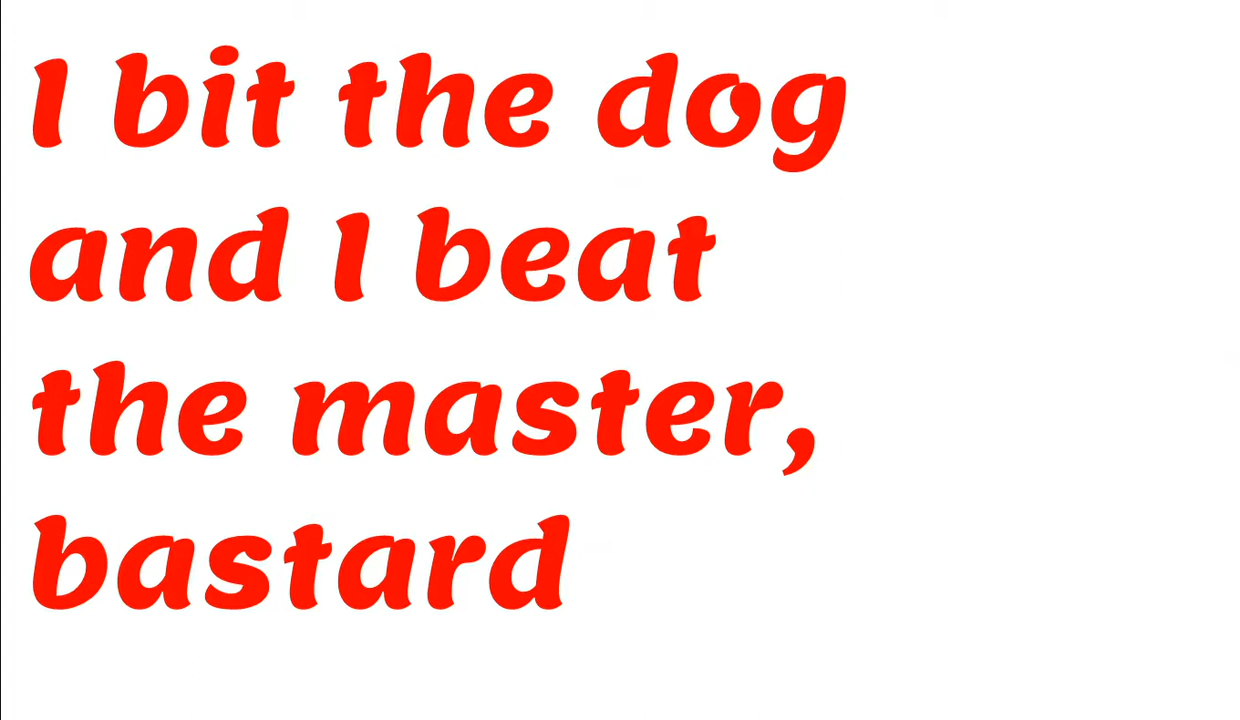 I bit the dog
and I beat
the master,
bastard